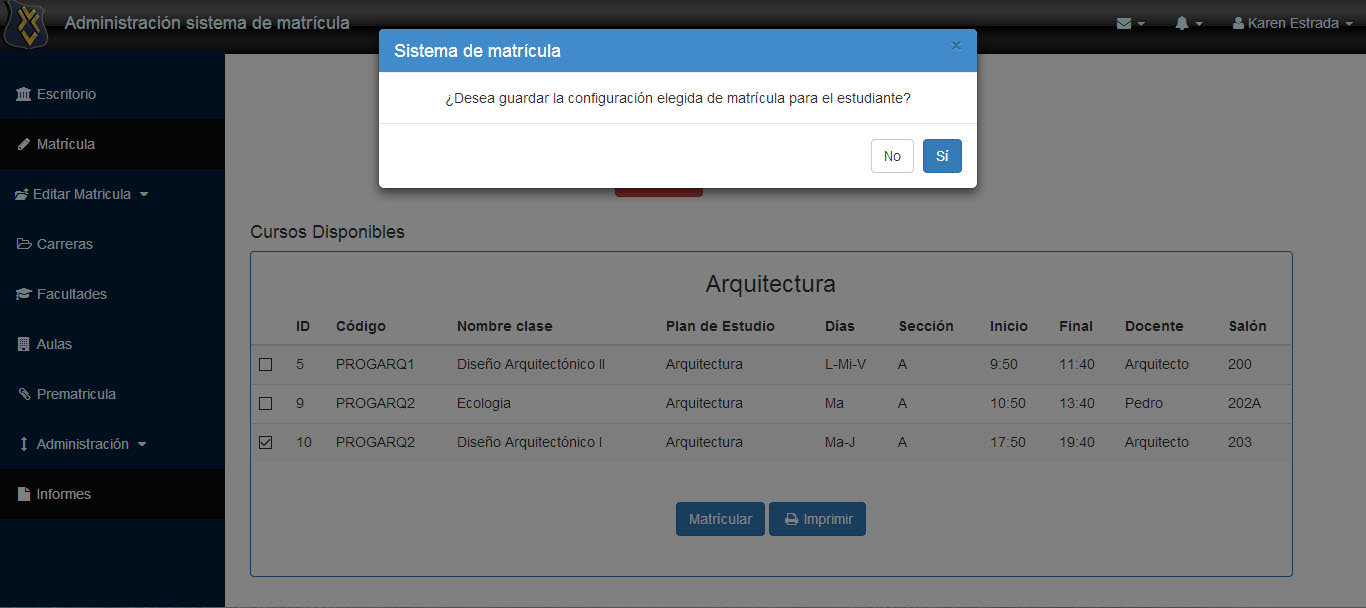 Administración sistema de matrícula
Karen Estrada
Sistema de matrícula
×
¿Desea guardar la configuración elegida de matrícula para el estudiante?
No Sí
Escritorio
Matrícula
Editar Matricula
Carreras
Facultades
Aulas
Prematricula
Administración
Informes
Cursos Disponibles
Arquitectura
ID Código Nombre clase Plan de Estudio Días Sección Inicio Final Docente Salón
5 PROGARQ1 Diseño Arquitectónico II Arquitectura L-Mi-V A 9:50 11:40 Arquitecto 200
9 PROGARQ2 Ecologia Arquitectura Ma A 10:50 13:40 Pedro 202A
10 PROGARQ2 Diseño Arquitectónico I Arquitectura Ma-J A 17:50 19:40 Arquitecto 203
Matrícular Imprimir